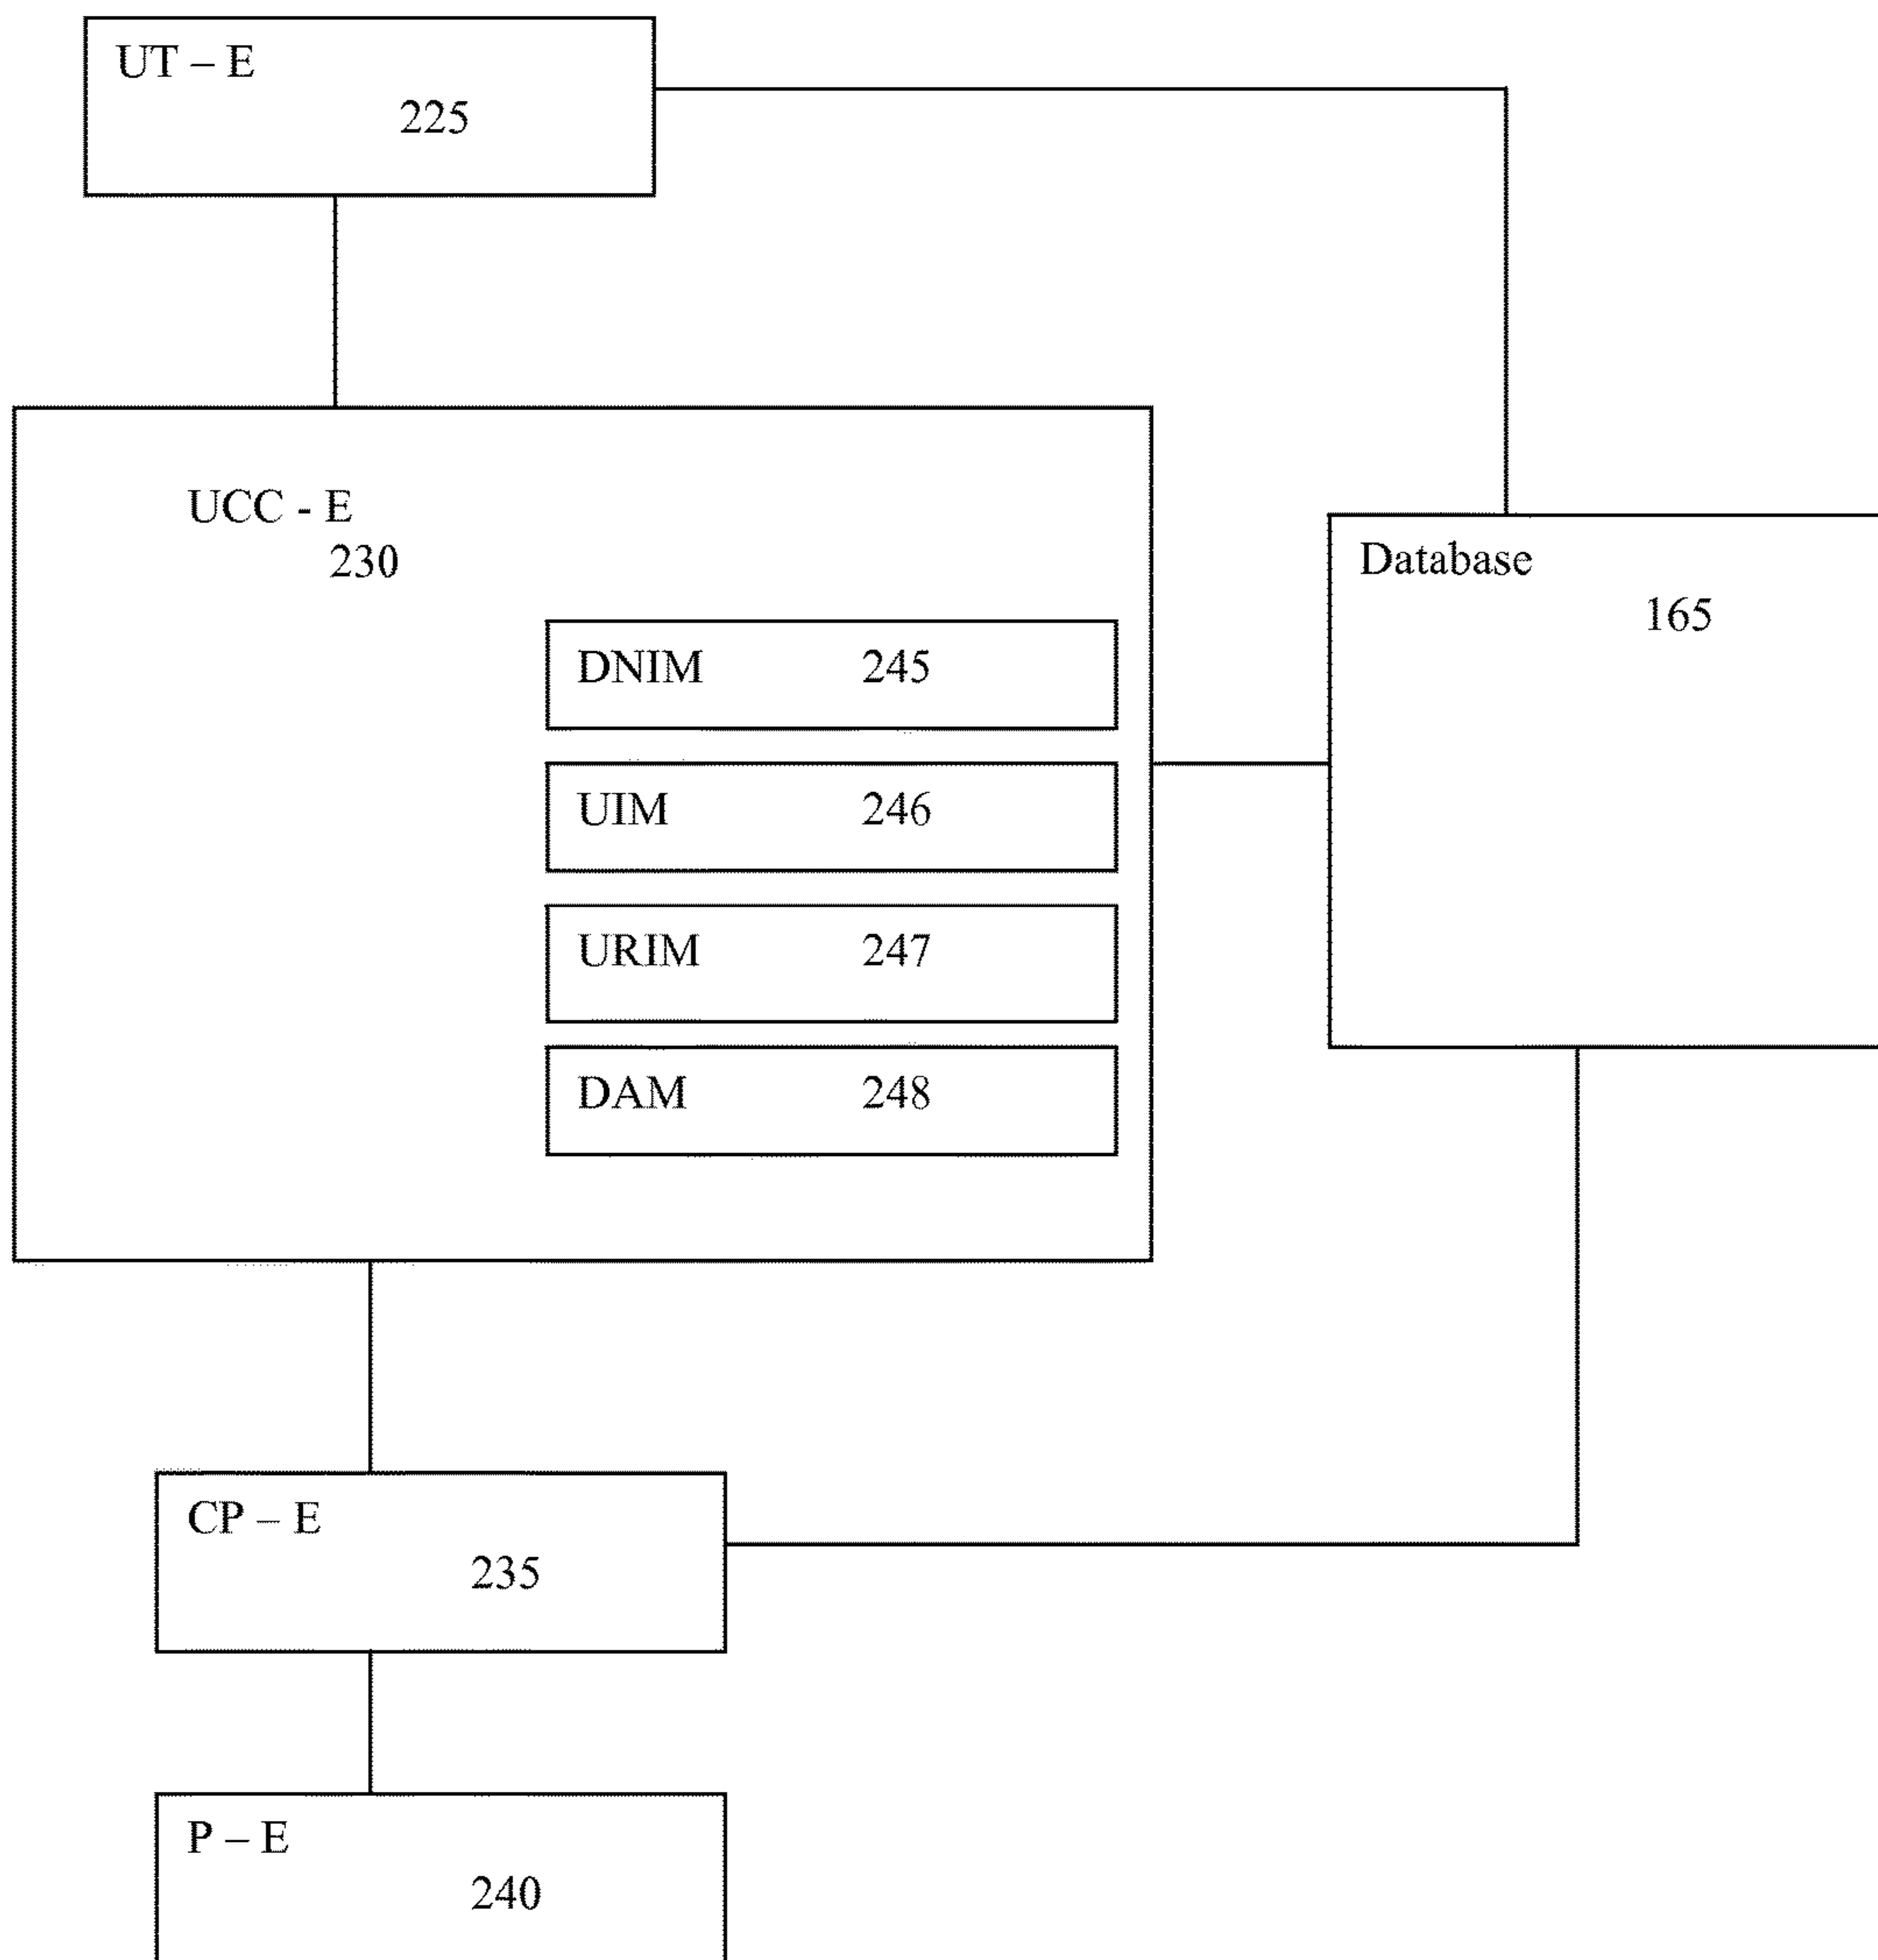 UT – E
225
UCC - E
230
Database
165
DNIM 245
UIM 246
URIM 247
DAM 248
CP – E
235
P – E
240